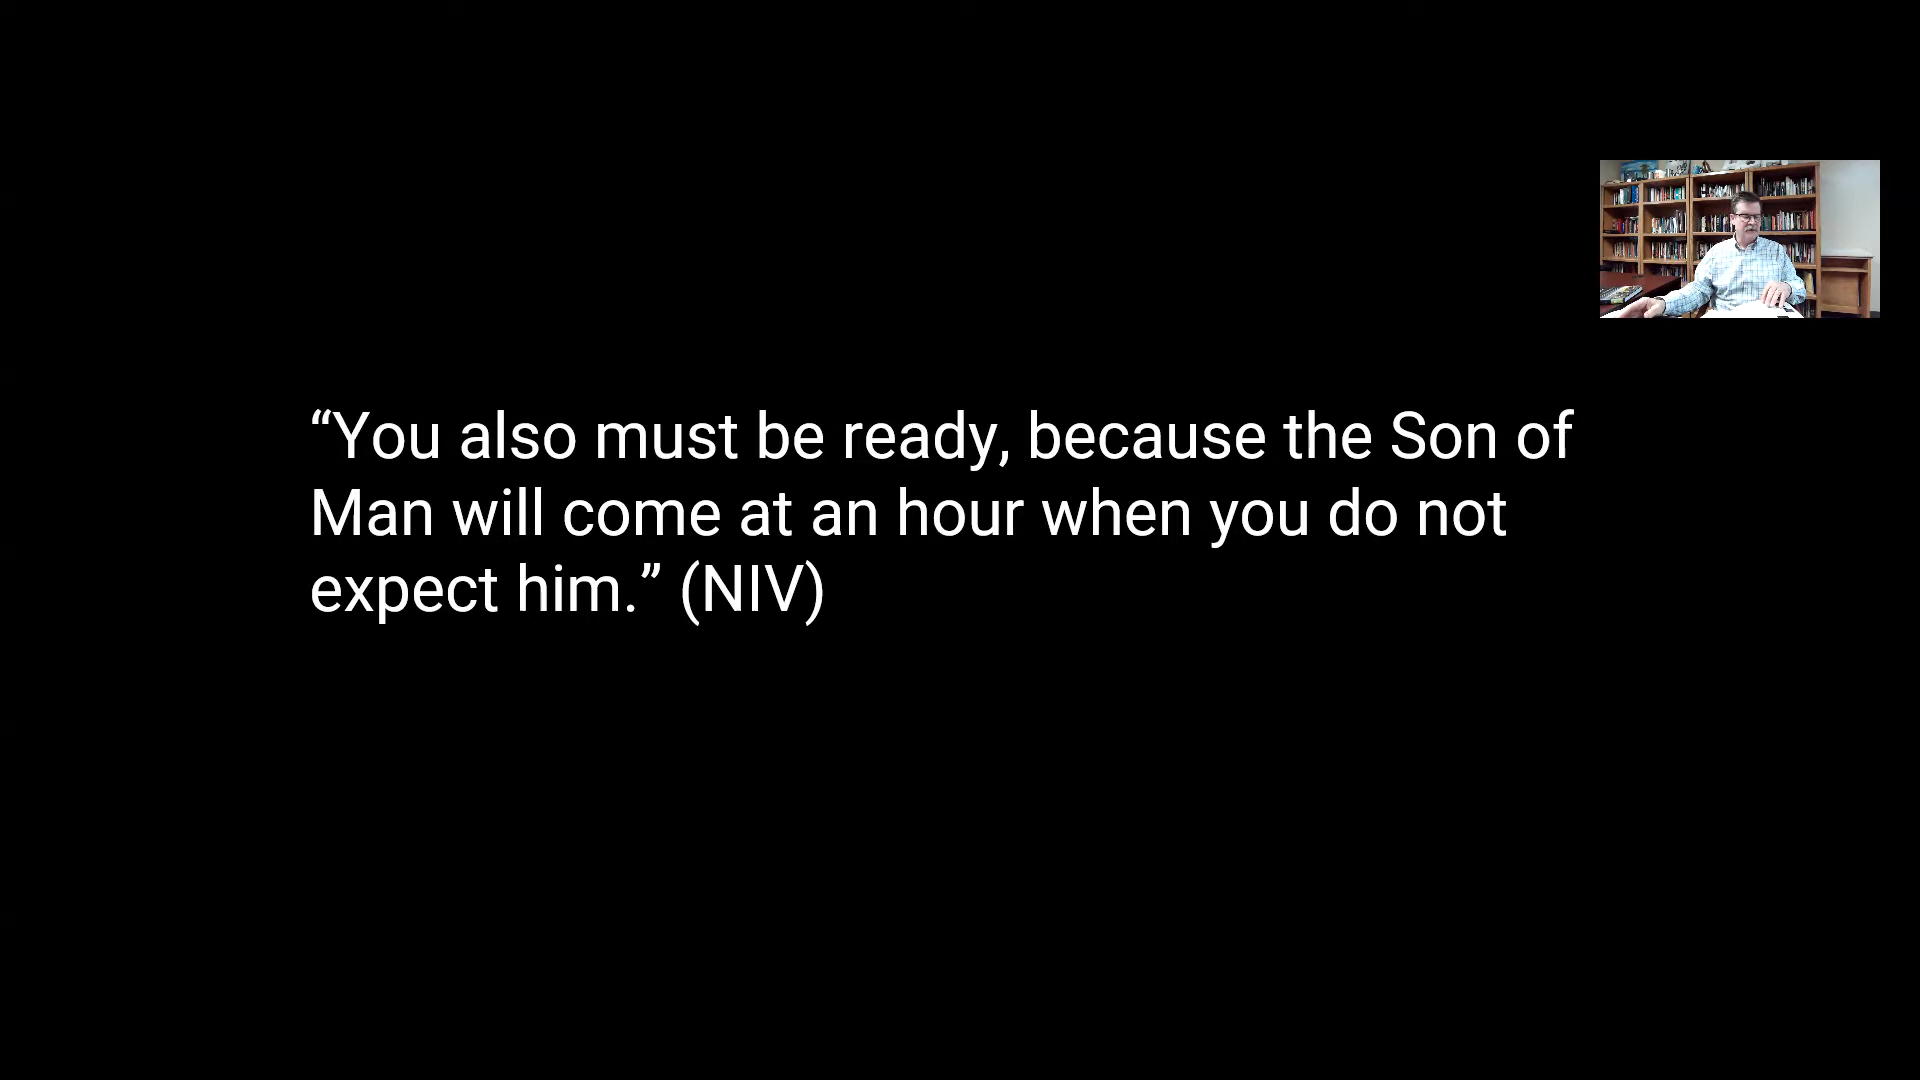 “You also must be ready, because the Son of
Man will come at an hour when you do not
expect him.” (NIV)